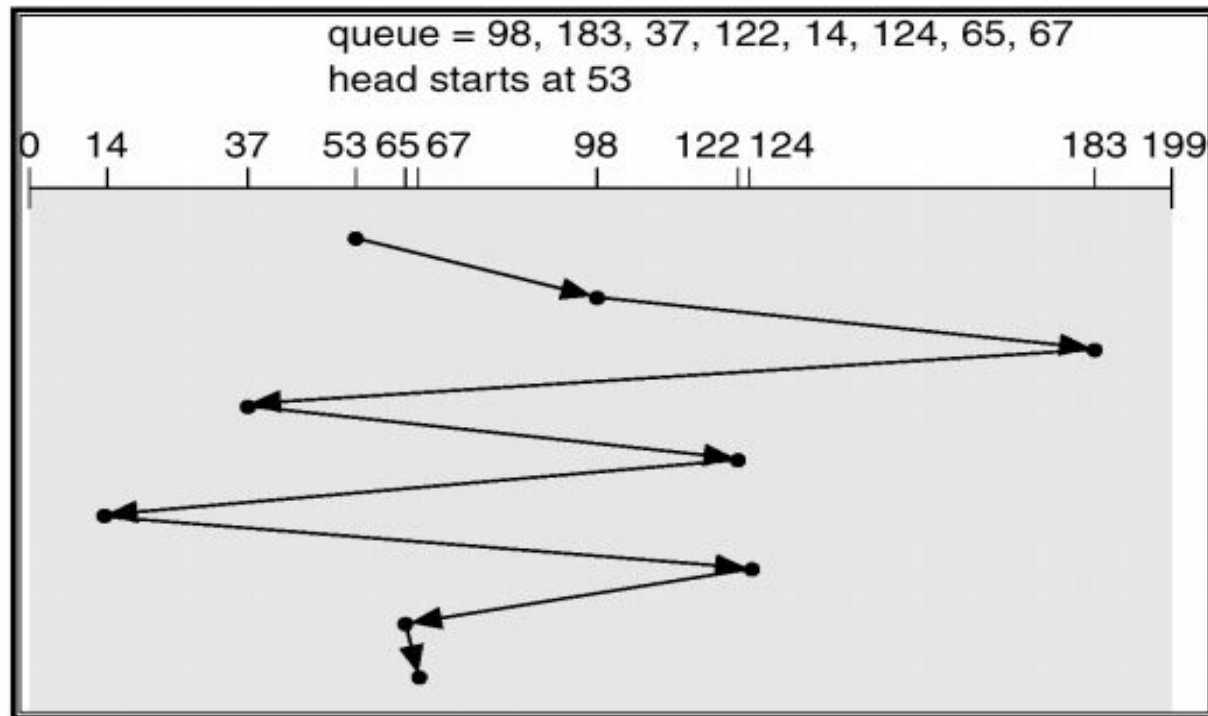 queue = 98, 183, 37, 122, 14, 124, 65, 67
head starts at 53
0 14 37 53 65 67 98 122 124 183 199